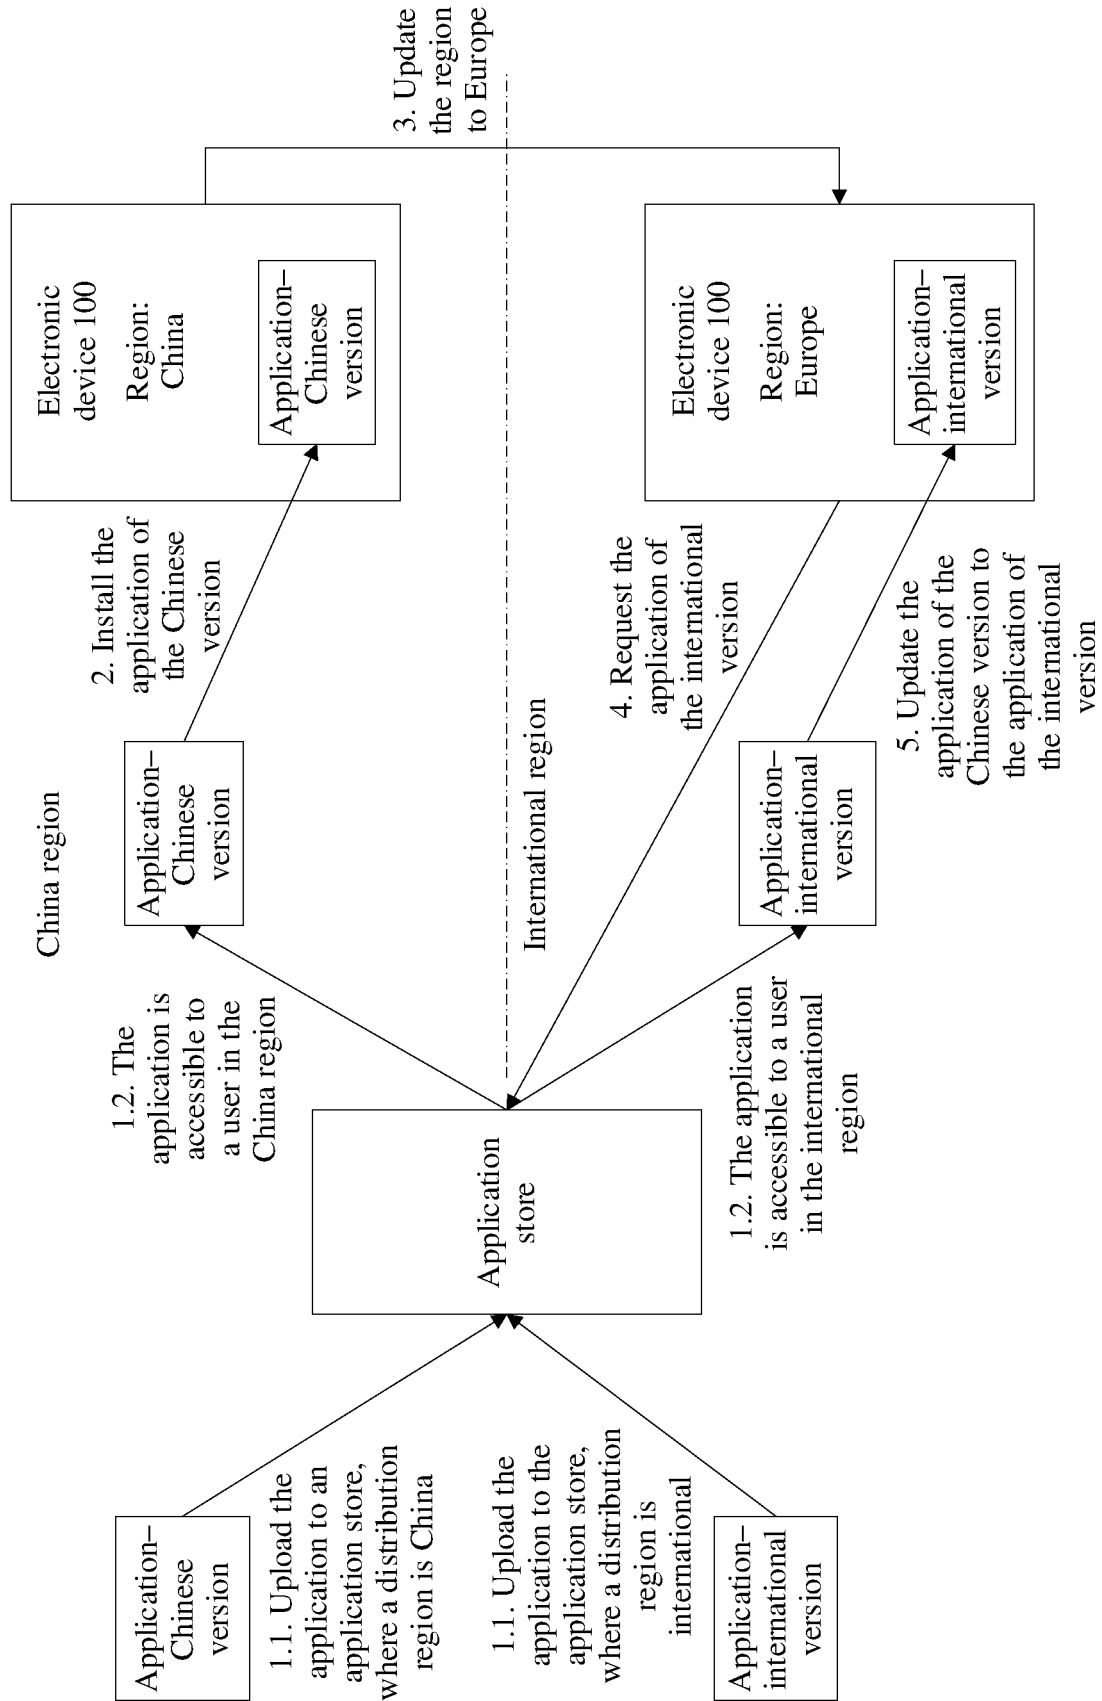 Application–
Chinese
version
1.1. Upload the
application to an
application store,
where a distribution
region is China
1.1. Upload the
application to the
application store,
where a distribution
region is
international
Application–
international
version
Application
store
China region
1.2. The
application is
accessible to
a user in the
China region
Application–
Chinese
version
2. Install the
application of
the Chinese
version
Electronic
device 100
Region:
China
Application–
Chinese
version
3. Update
the region
to Europe
International region
1.2. The application
is accessible to a user
in the international
region
Application–
international
version
4. Request the
application of
the international
version
5. Update the
application of the
Chinese version to
the application of
the international
version
Electronic
device 100
Region:
Europe
Application–
international
version